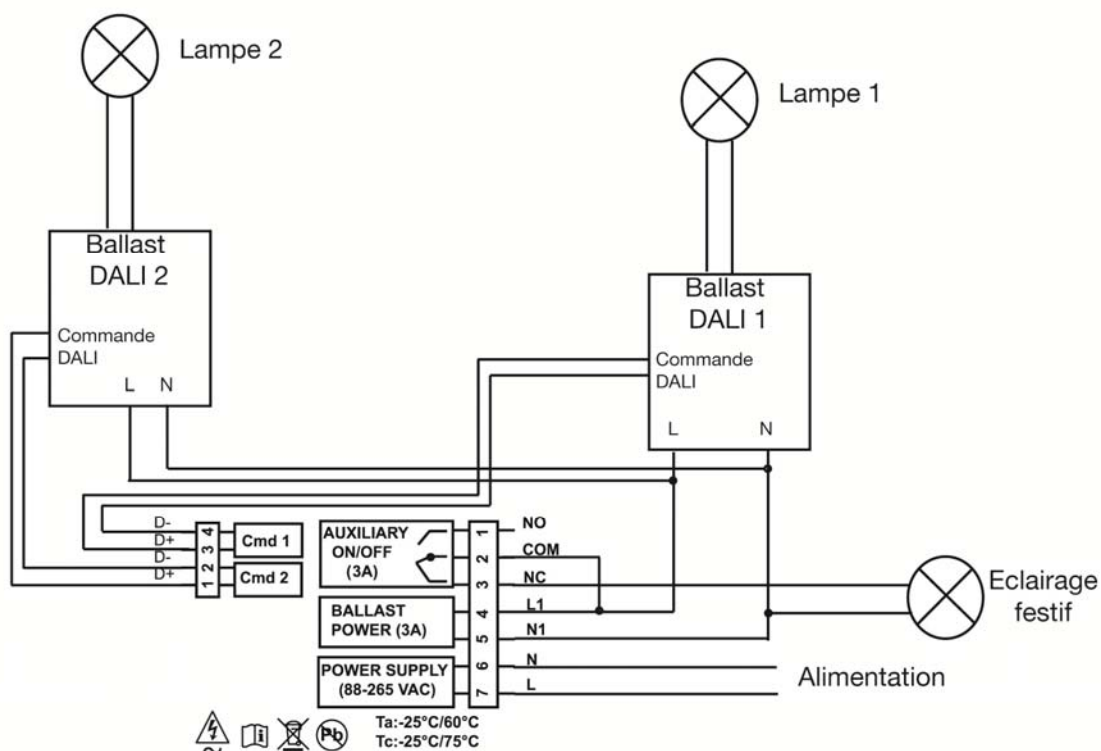 Lampe 2
Lampe 1
Ballast
DALI 2
Commande
DALI
L N
Ballast
DALI 1
Commande
DALI
L N
D-
D+
D-
D+
4
3
2
1
Cmd 1
Cmd 2
AUXILIARY
ON/OFF
(3A)
BALLAST
POWER (3A)
POWER SUPPLY
(88-265 VAC)
1
2
3
4
5
6
7
NO
COM
NC
L1
N1
N
L
Eclairage
festif
Alimentation
Pb
Ta:-25°C/60°C
Tc:-25°C/75°C